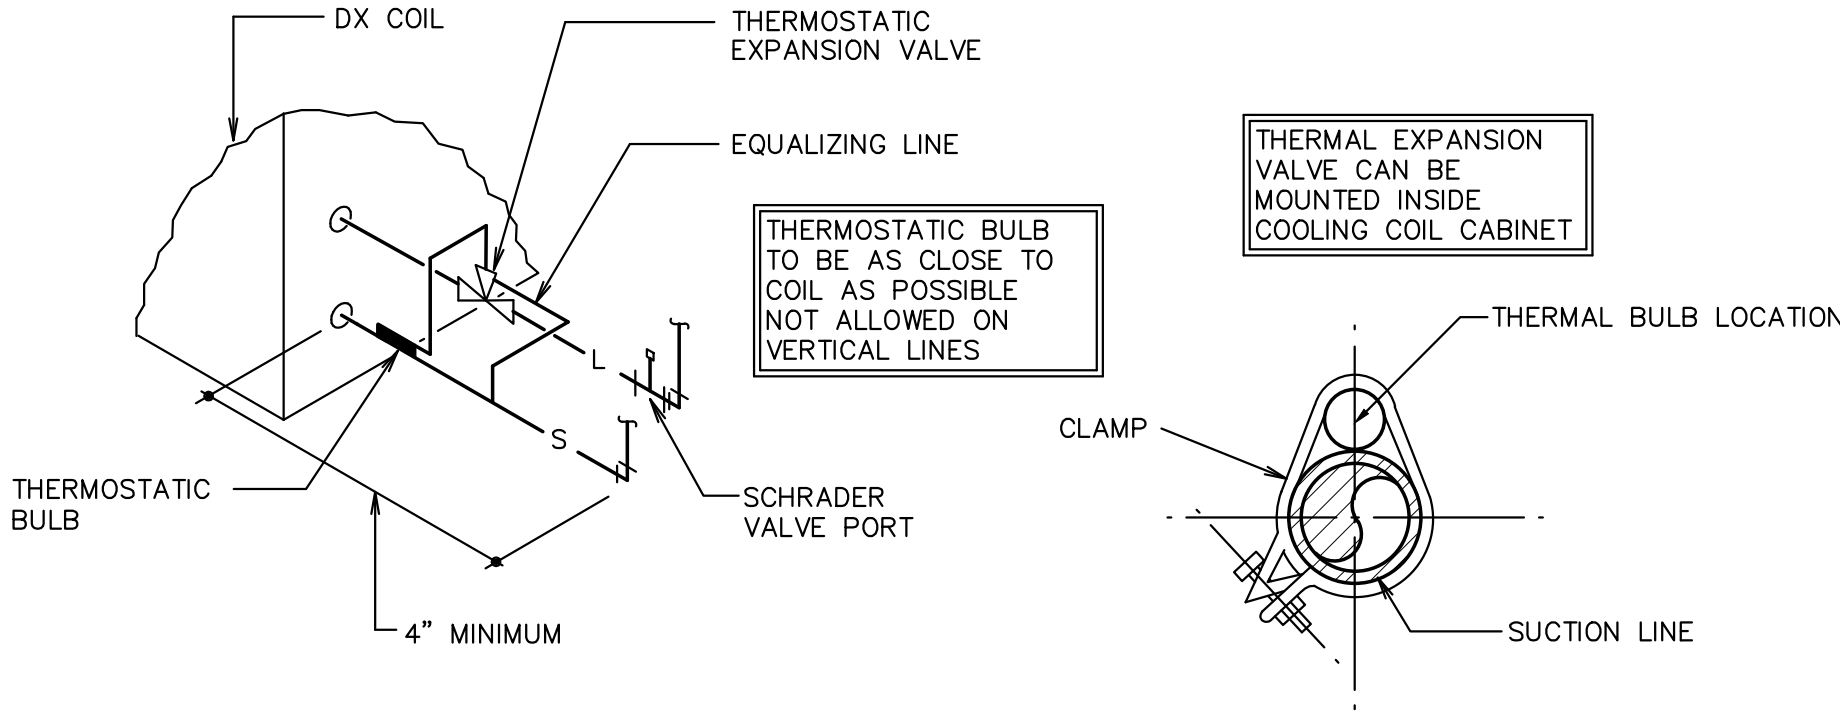 DX COIL
THERMOSTATIC
EXPANSION VALVE
EQUALIZING LINE
THERMOSTATIC BULB
TO BE AS CLOSE TO
COIL AS POSSIBLE
NOT ALLOWED ON
VERTICAL LINES
L
S
THERMOSTATIC
BULB
SCHRADER
VALVE PORT
4” MINIMUM
THERMAL EXPANSION
VALVE CAN BE
MOUNTED INSIDE
COOLING COIL CABINET
THERMAL BULB LOCATION
CLAMP
SUCTION LINE